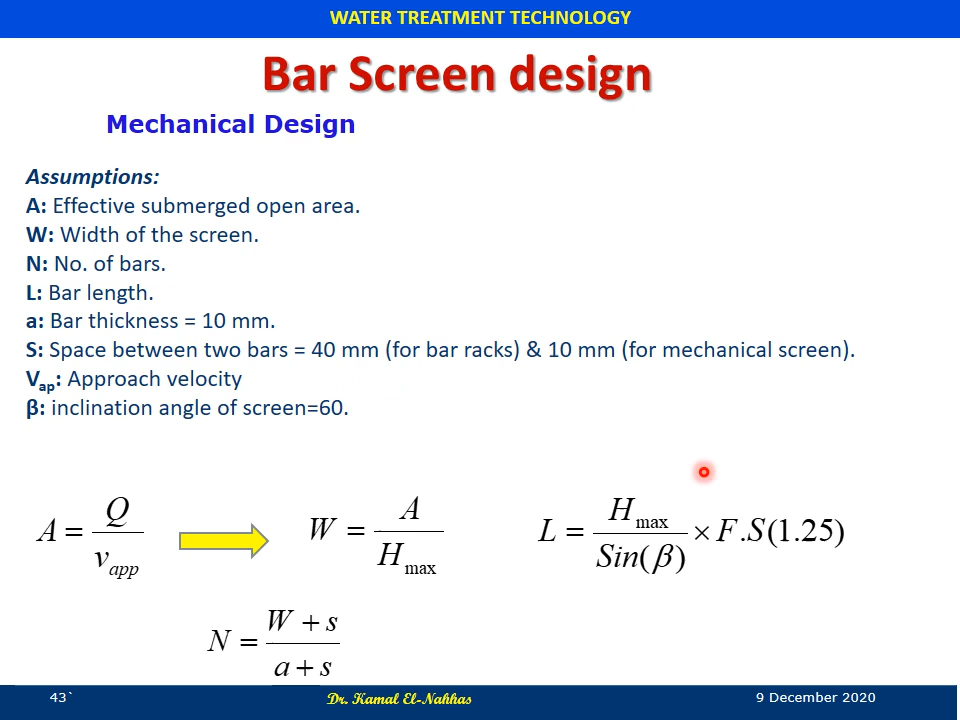 WATER TREATMENT TECHNOLOGY
Bar Screen design
Mechanical Design
Assumptions:
A: Effective submerged open area.
W: Width of the screen.
N: No. of bars.
L: Bar length.
a: Bar thickness = 10 mm.
S: Space between two bars = 40 mm (for bar racks) & 10 mm (for mechanical screen).
Vap: Approach velocity
β: inclination angle of screen=60.
A = Q / vapp
W = A / Hmax
L = Hmax / Sin(β) × F.S(1.25)
N = W + s / a + s
43`
Dr. Kamal El-Nahhas
9 December 2020